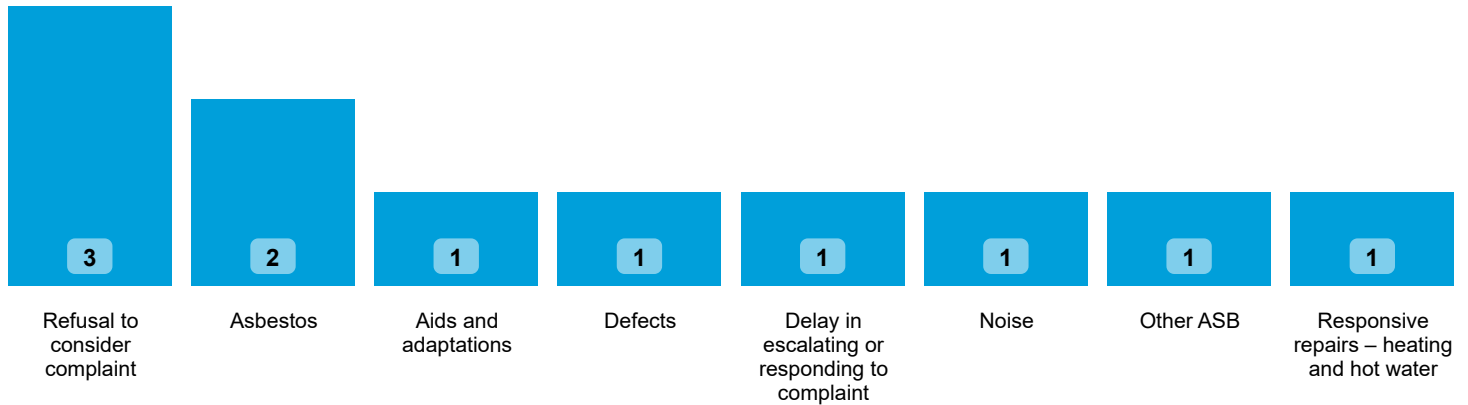 3
2
1
1
1
1
1
1
Refusal to
consider
complaint
Asbestos
Aids and
adaptations
Defects
Delay in
escalating or
responding to
complaint
Noise
Other ASB
Responsive
repairs – heating
and hot water